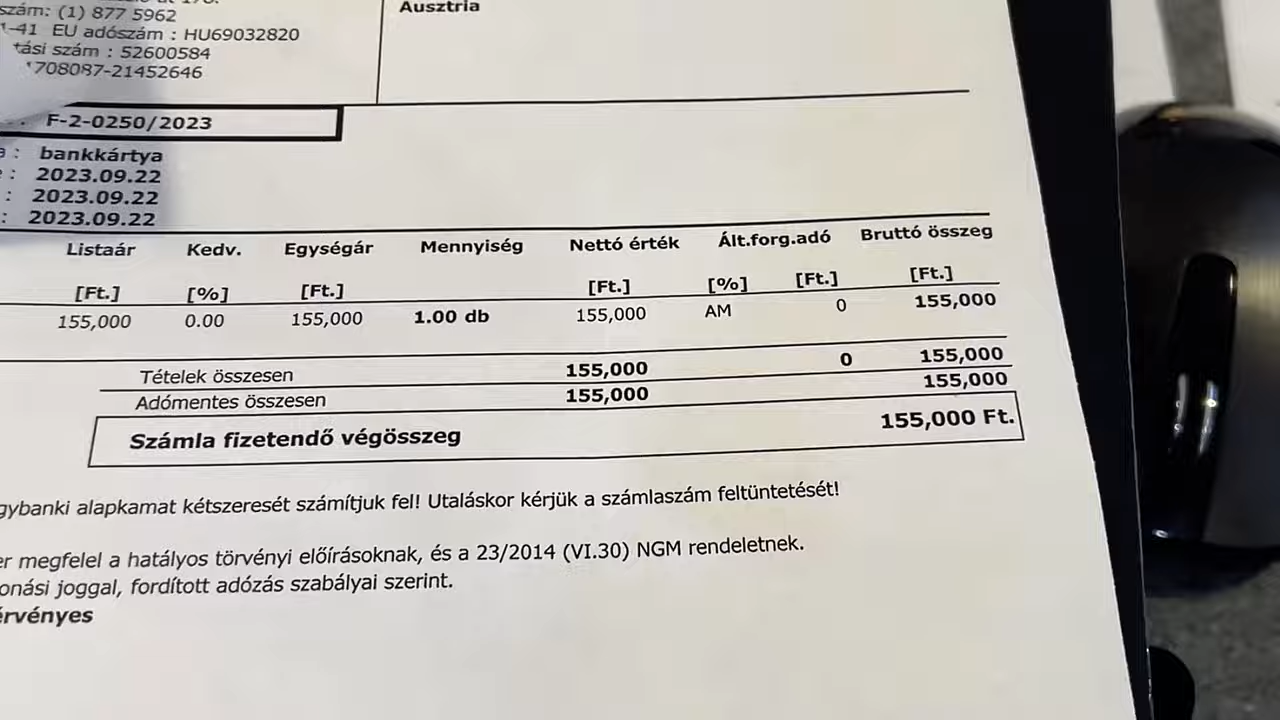 szám: (1) 877 5962
Ausztria
1-41 EU adószám : HU69032820
tási szám : 52600584
708087-21452646
F-2-0250/2023
bankkártya
: 2023.09.22
: 2023.09.22
: 2023.09.22
Listaár Kedv. Egységár Mennyiség Nettó érték Ált.forg.adó Bruttó összeg
[Ft.] [%] [Ft.] [Ft.] [%] [Ft.] [Ft.]
155,000 0.00 155,000 1.00 db 155,000 AM 0 155,000
Tételek összesen 155,000 0 155,000
Adómentes összesen 155,000 155,000
Számla fizetendő végösszeg 155,000 Ft.
gybanki alapkamat kétszeresét számítjuk fel! Utaláskor kérjük a számlaszám feltüntetését!
er megfelel a hatályos törvényi előírásoknak, és a 23/2014 (VI.30) NGM rendeletnek.
onási joggal, fordított adózás szabályai szerint.
érvényes